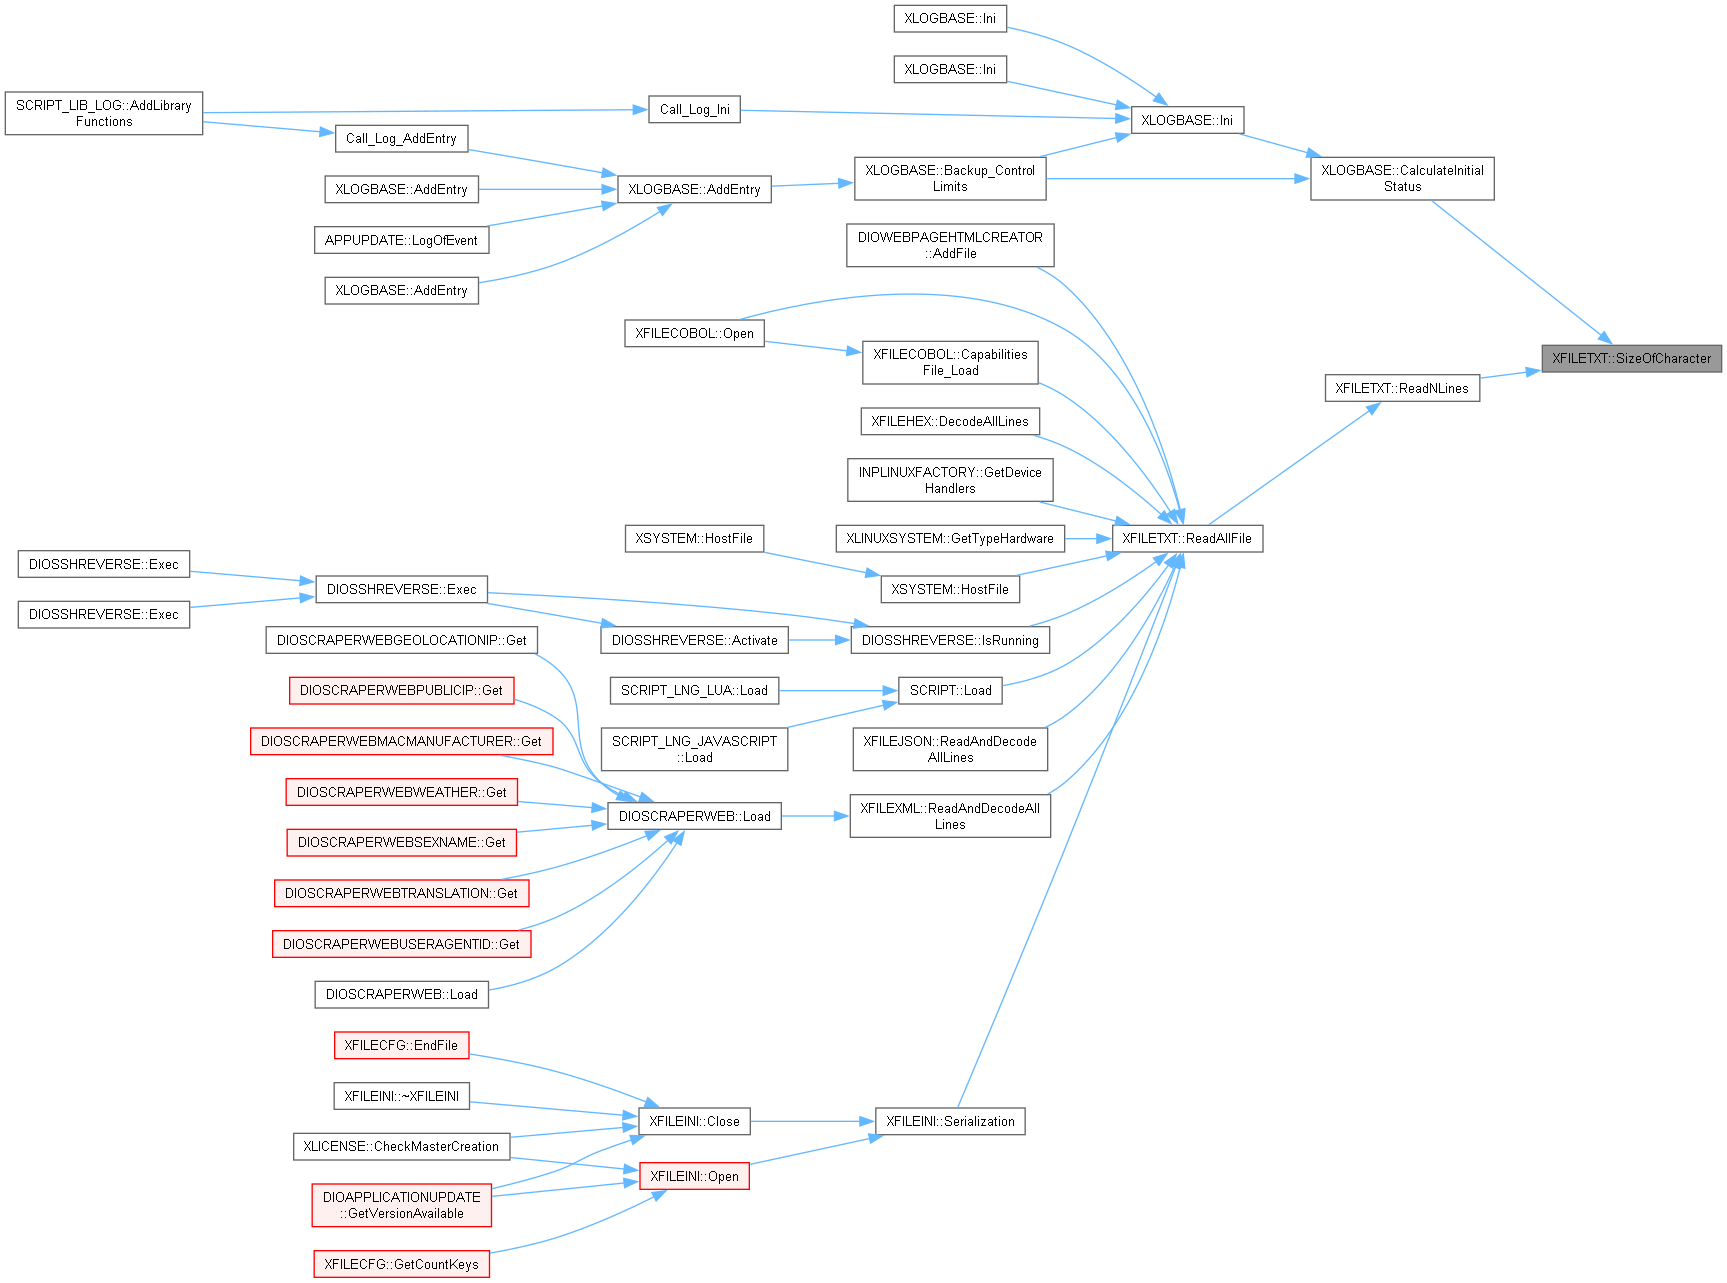 XLOGBASE::Ini
XLOGBASE::Ini
SCRIPT_LIB_LOG::AddLibrary
Functions
Call_Log_Ini
XLOGBASE::Ini
Call_Log_AddEntry
XLOGBASE::AddEntry
XLOGBASE::AddEntry
XLOGBASE::Backup_Control
Limits
XLOGBASE::CalculateInitial
Status
APPUPDATE::LogOfEvent
XLOGBASE::AddEntry
DIOWEBPAGEHTMLCREATOR
::AddFile
XFILECOBOL::Open
XFILECOBOL::Capabilities
File_Load
XFILETXT::SizeOfCharacter
XFILETXT::ReadNLines
XFILEHEX::DecodeAllLines
INPLINUXFACTORY::GetDevice
Handlers
XSYSTEM::HostFile
XLINUXSYSTEM::GetTypeHardware
XFILETXT::ReadAllFile
DIOSSHREVERSE::Exec
DIOSSHREVERSE::Exec
XSYSTEM::HostFile
DIOSSHREVERSE::Exec
DIOSCRAPERWEBGEOLOCATIONIP::Get
DIOSSHREVERSE::Activate
DIOSSHREVERSE::IsRunning
DIOSCRAPERWEBPUBLICIP::Get
SCRIPT_LNG_LUA::Load
SCRIPT::Load
DIOSCRAPERWEBMACMANUFACTURER::Get
SCRIPT_LNG_JAVASCRIPT
::Load
XFILEJSON::ReadAndDecode
AllLines
DIOSCRAPERWEBWEATHER::Get
DIOSCRAPERWEB::Load
XFILEXML::ReadAndDecodeAll
Lines
DIOSCRAPERWEBSEXNAME::Get
DIOSCRAPERWEBTRANSLATION::Get
DIOSCRAPERWEBUSERAGENTID::Get
DIOSCRAPERWEB::Load
XFILECFG::EndFile
XFILEINI::~XFILEINI
XFILEINI::Close
XFILEINI::Serialization
XLICENSE::CheckMasterCreation
XFILEINI::Open
DIOAPPLICATIONUPDATE
::GetVersionAvailable
XFILECFG::GetCountKeys